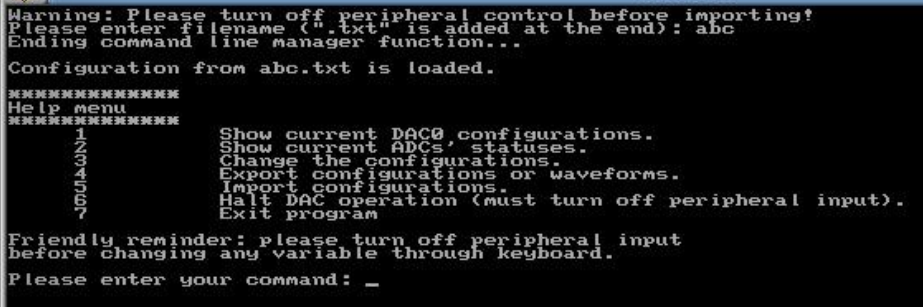 Warning: Please turn off peripheral control before importing!
Please enter filename (".txt" is added at the end): abc
Ending command line manager function...
Configuration from abc.txt is loaded.
*************
Help menu
*************
1 Show current DAC0 configurations.
2 Show current ADCs' statuses.
3 Change the configurations.
4 Export configurations or waveforms.
5 Import configurations.
6 Halt DAC operation (must turn off peripheral input).
7 Exit program
Friendly reminder: please turn off peripheral input
before changing any variable through keyboard.
Please enter your command: _